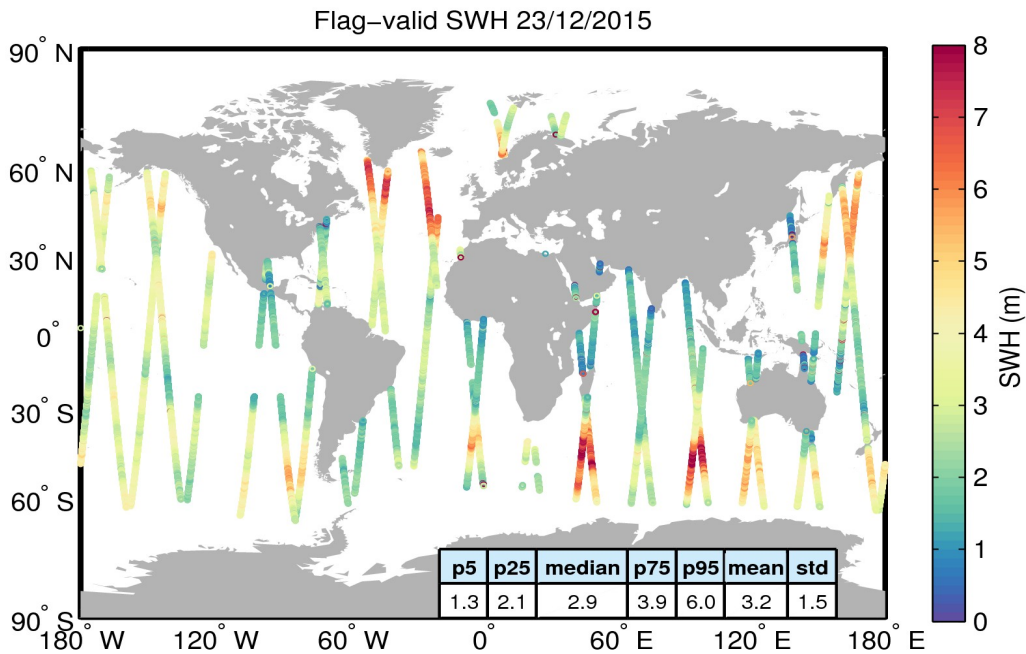 Flag−valid SWH 23/12/2015
90° N
60° N
30° N
0°
30° S
60° S
90° S
180° W
120° W
60° W
0°
60° E
120° E
180° E
p5 p25 median p75 p95 mean std
1.3 2.1 2.9 3.9 6.0 3.2 1.5
8
7
6
5
4
3
2
1
0
SWH (m)